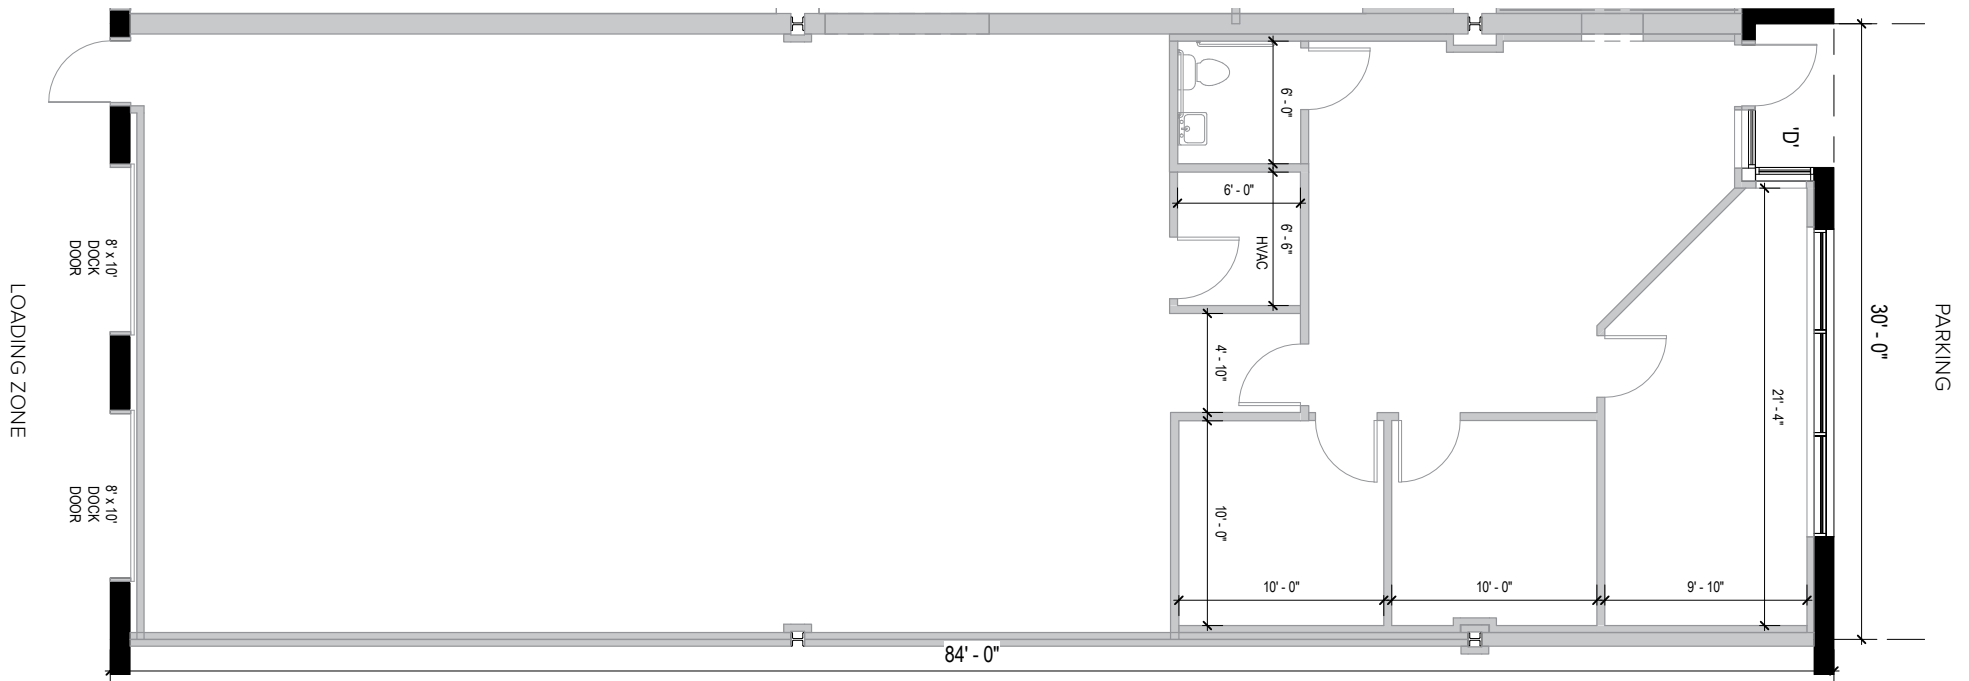 LOADING ZONE
8' x 10'
DOCK
DOOR
8' x 10'
DOCK
DOOR
6' - 0"
6' - 0"
6' - 6"
HVAC
4' - 10"
10' - 0"
10' - 0"
10' - 0"
9' - 10"
21' - 4"
'D'
30' - 0"
PARKING
84' - 0"